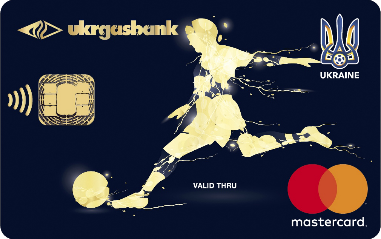 ukrgasbank
UKRAINE
VALID THRU
mastercard.